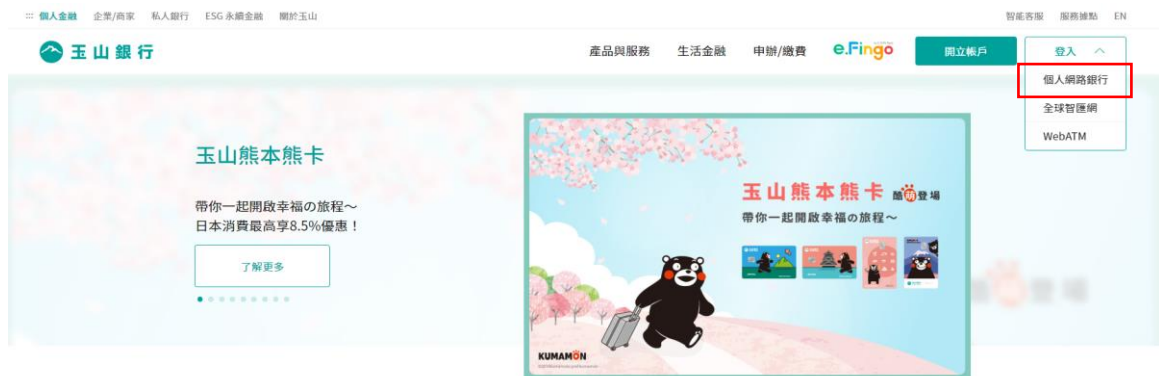 個人金融 企業/商家 私人銀行 ESG 永續金融 關於玉山 智能客服 服務據點 EN
玉山銀行 產品與服務 生活金融 申辦/繳費 e.Fingo 開立帳戶 登入
個人網路銀行
全球智匯網
WebATM
玉山熊本熊卡
帶你一起開啟幸福の旅程～
日本消費最高享8.5%優惠！
了解更多
玉山熊本熊卡 酷萌登場
帶你一起開啟幸福の旅程～
KUMAMON